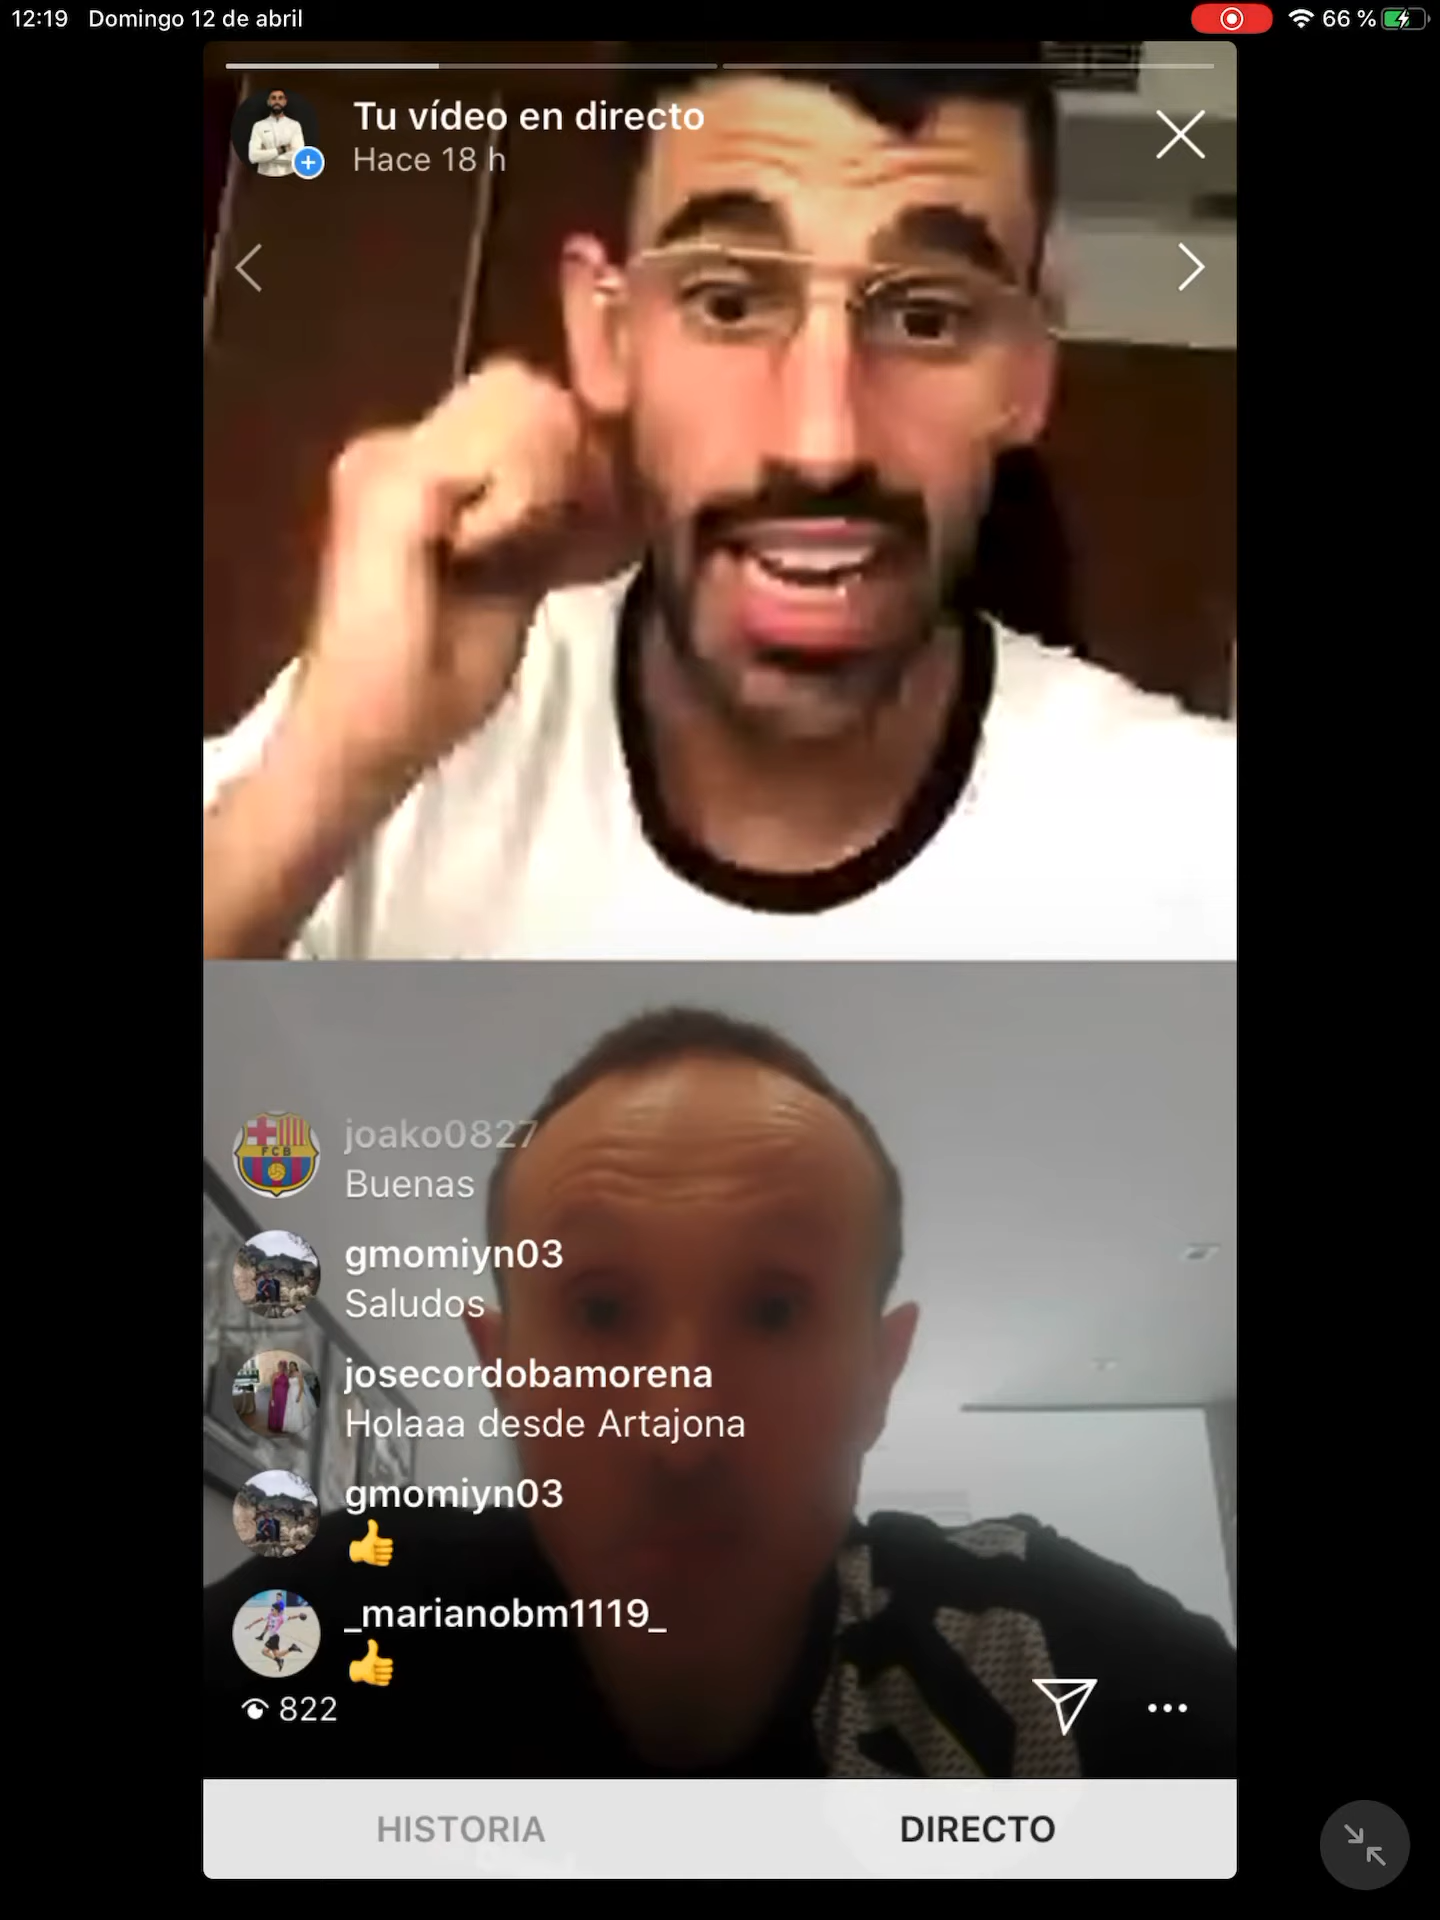 12:19 Domingo 12 de abril
66 %
Tu vídeo en directo
Hace 18 h
joako0827
Buenas
FCB
gmomiyn03
Saludos
josecordobamorena
Holaaa desde Artajona
gmomiyn03
👍
_marianobm1119_
👍
822
HISTORIA
DIRECTO